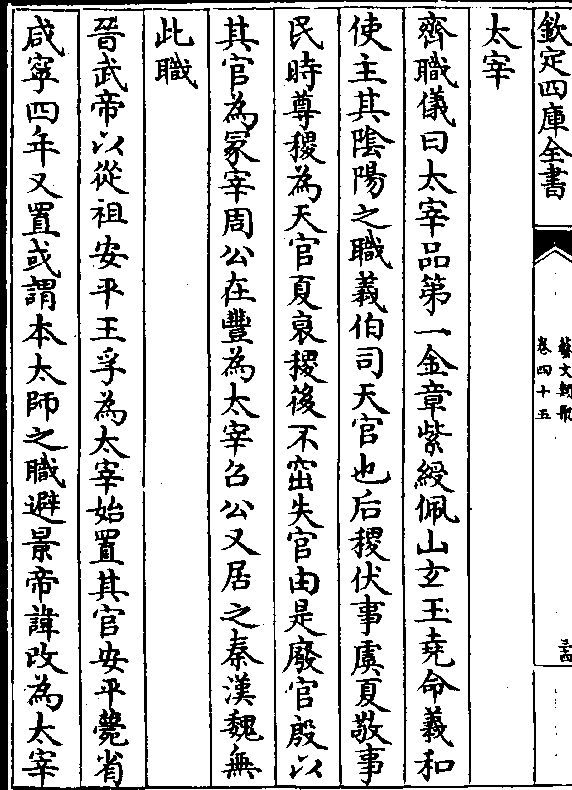 欽定四庫全書
藝文類聚
卷四十五
太宰
齊職儀曰太宰品第一金章紫綬佩山玄玉堯命羲和
使主其陰陽之職羲伯司天官也后稷伏事虞夏敬事
民時尊稷為天官夏衰稷後不窋失官由是廢官殷以
其官為冢宰周公在豐為太宰召公又居之秦漢魏無
此職
晉武帝以從祖安平王孚為太宰始置其官安平薨省
咸寧四年又置或謂本太師之職避景帝諱改為太宰